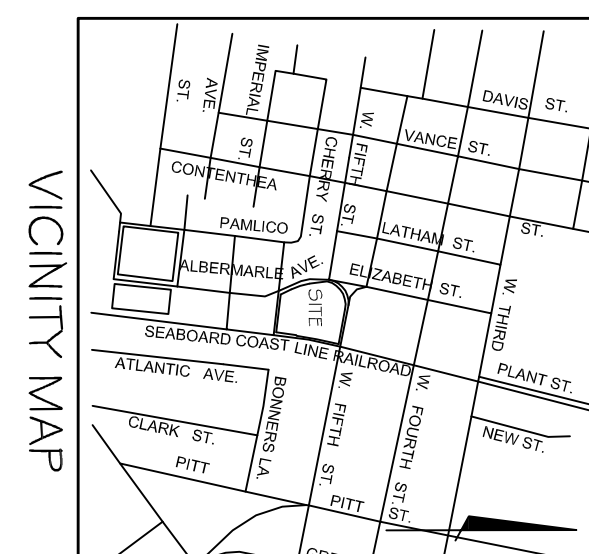 VICINITY MAP
DAVIS ST.
VANCE ST.
IMPERIAL ST.
AVE.
ST.
CONTENTHEA
ST.
W. FIFTH ST.
CHERRY ST.
PAMLICO
LATHAM ST.
ALBERMARLE AVE.
ELIZABETH ST.
SITE
W. THIRD
SEABOARD COAST LINE RAILROAD
PLANT ST.
ATLANTIC AVE.
BONNERS LA.
W. FIFTH ST.
W. FOURTH ST.
NEW ST.
CLARK ST.
PITT
PITT ST.